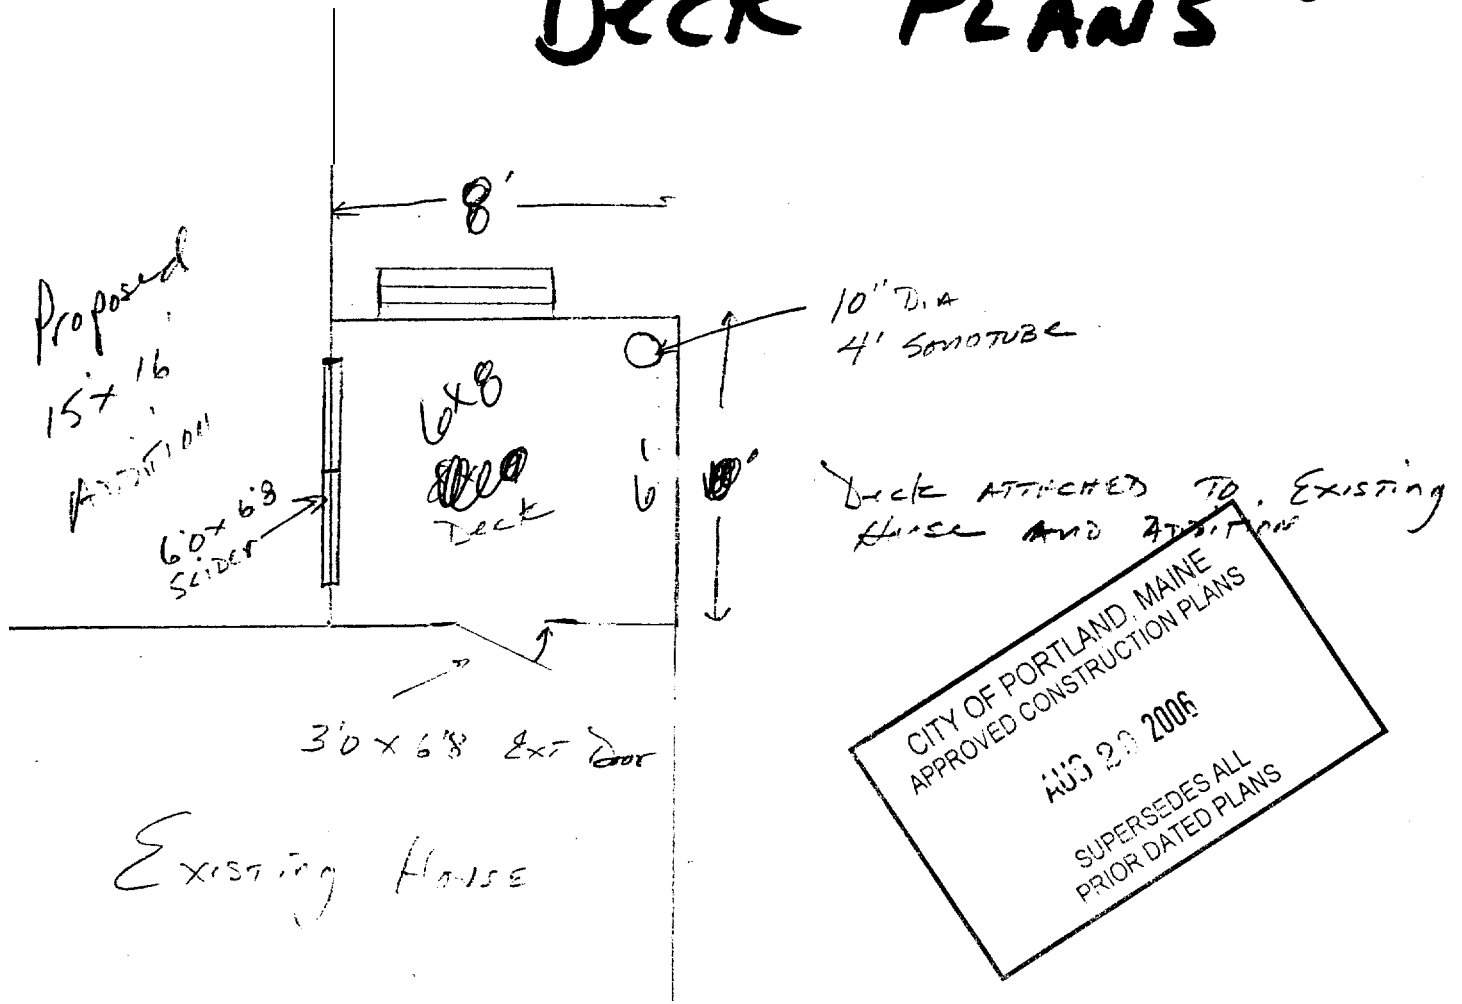 DECK PLANS
8'
Proposed
15' x 16'
ADDITION
10" DIA
4' SONOTUBE
6x8
Deck
6'
6'0 x 6'8
SLIDER
Deck ATTACHED TO EXISTING
House AND ADDITION
3'0 x 6'8 EXT Door
EXISTING HOUSE
CITY OF PORTLAND, MAINE
APPROVED CONSTRUCTION PLANS
AUG 2 2006
SUPERSEDES ALL
PRIOR DATED PLANS